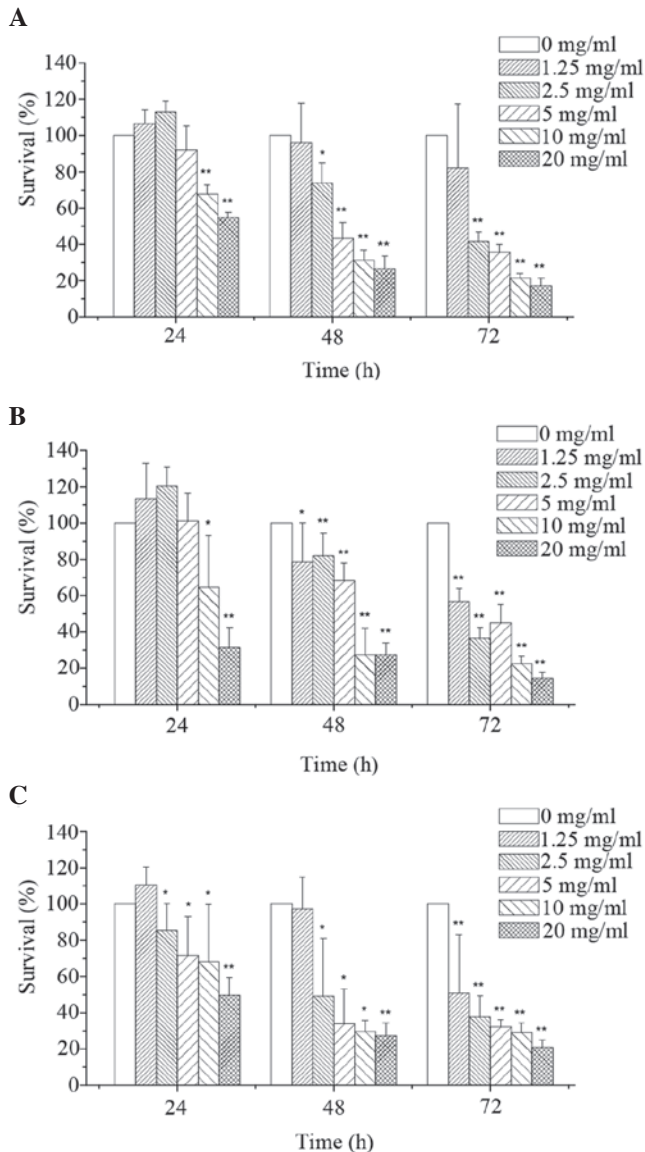 A
140
120
100
80
60
40
20
0
Survival (%)
0 mg/ml
1.25 mg/ml
2.5 mg/ml
5 mg/ml
10 mg/ml
20 mg/ml
** **
* ** ** **
** ** ** **
24 48 72
Time (h)
B
140
120
100
80
60
40
20
0
Survival (%)
0 mg/ml
1.25 mg/ml
2.5 mg/ml
5 mg/ml
10 mg/ml
20 mg/ml
* **
* ** ** ** **
** ** ** ** **
24 48 72
Time (h)
C
140
120
100
80
60
40
20
0
Survival (%)
0 mg/ml
1.25 mg/ml
2.5 mg/ml
5 mg/ml
10 mg/ml
20 mg/ml
* * * **
* * * **
** ** ** ** **
24 48 72
Time (h)